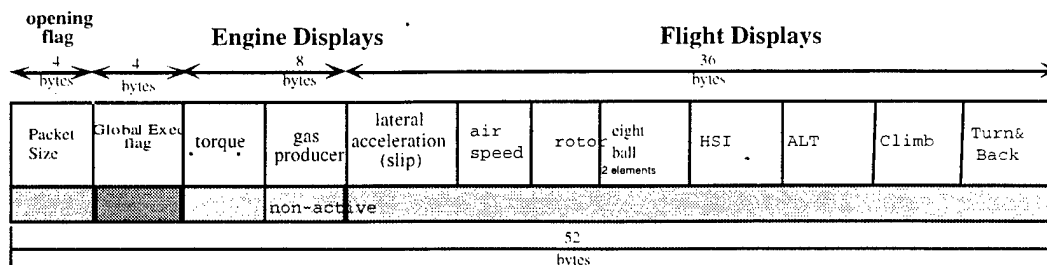 opening
flag
Engine Displays
Flight Displays
4
bytes
4
bytes
8
bytes
36
bytes
Packet
Size
Global Exec
flag
torque
gas
producer
lateral
acceleration
(slip)
air
speed
rotor
eight
ball
2 elements
HSI
ALT
Climb
Turn&
Back
non-active
52
bytes